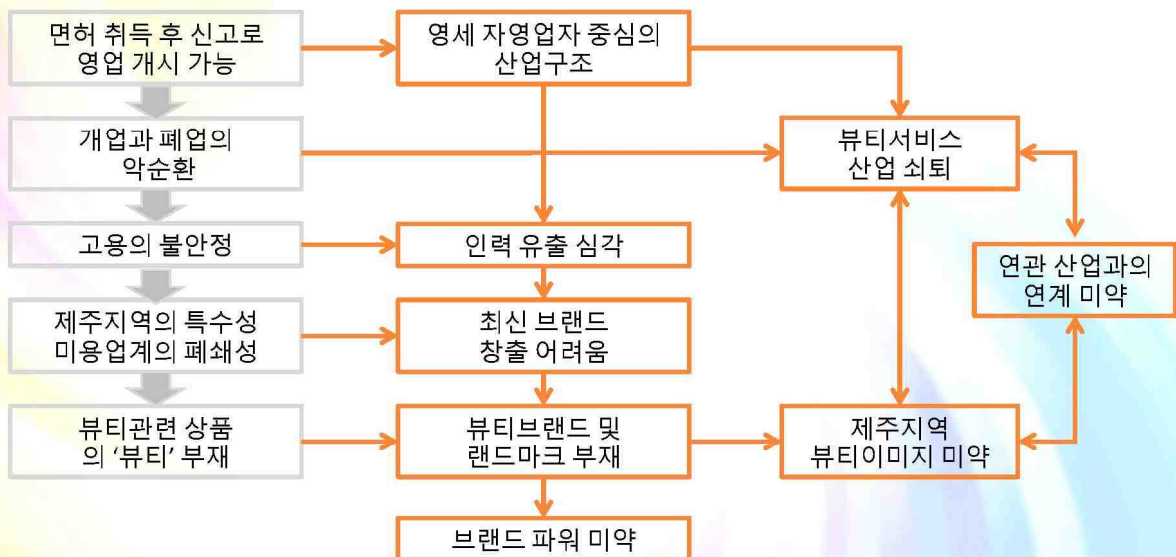 면허 취득 후 신고로
영업 개시 가능
영세 자영업자 중심의
산업구조
개업과 폐업의
악순환
뷰티서비스
산업 쇠퇴
고용의 불안정
인력 유출 심각
연관 산업과의
연계 미약
제주지역의 특수성
미용업계의 폐쇄성
최신 브랜드
창출 어려움
뷰티관련 상품
의 ‘뷰티’ 부재
뷰티브랜드 및
랜드마크 부재
제주지역
뷰티이미지 미약
브랜드 파워 미약